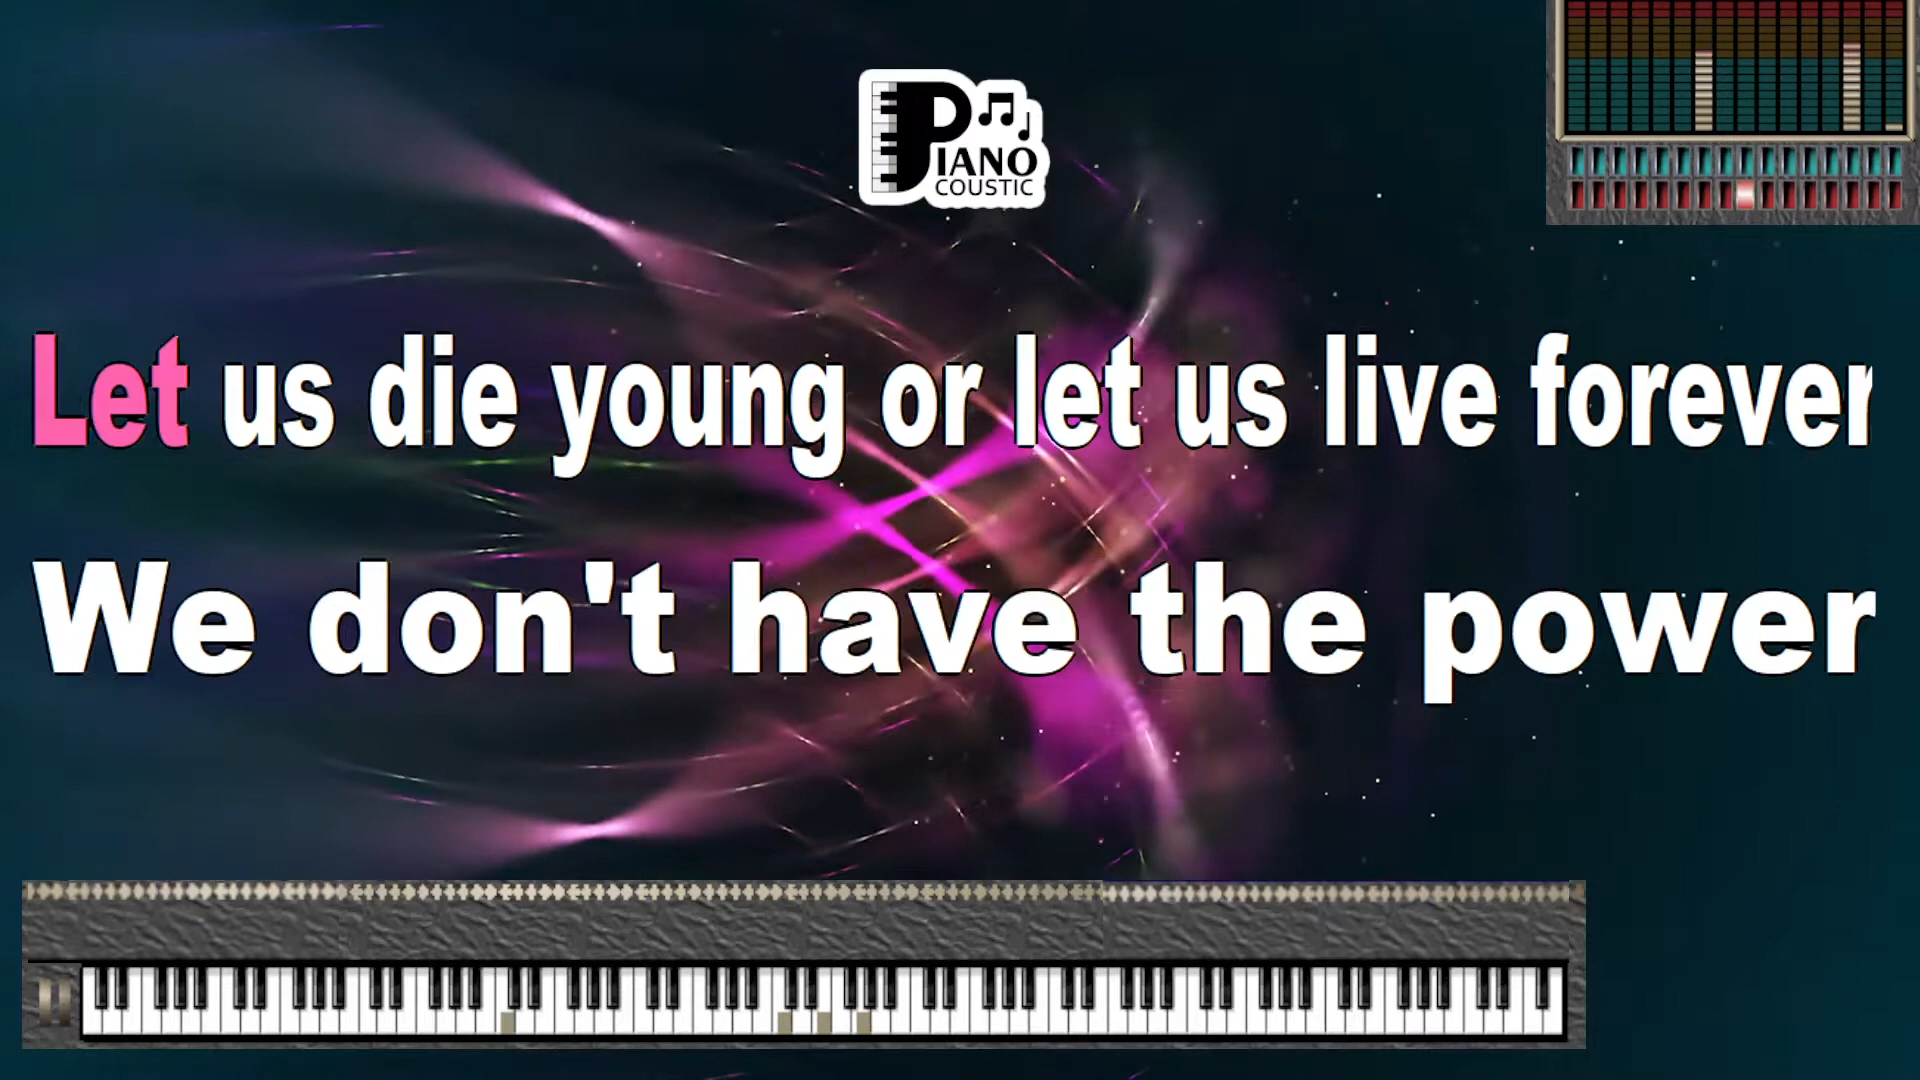 PIANO
COUSTIC
Let us die young or let us live forever
We don't have the power